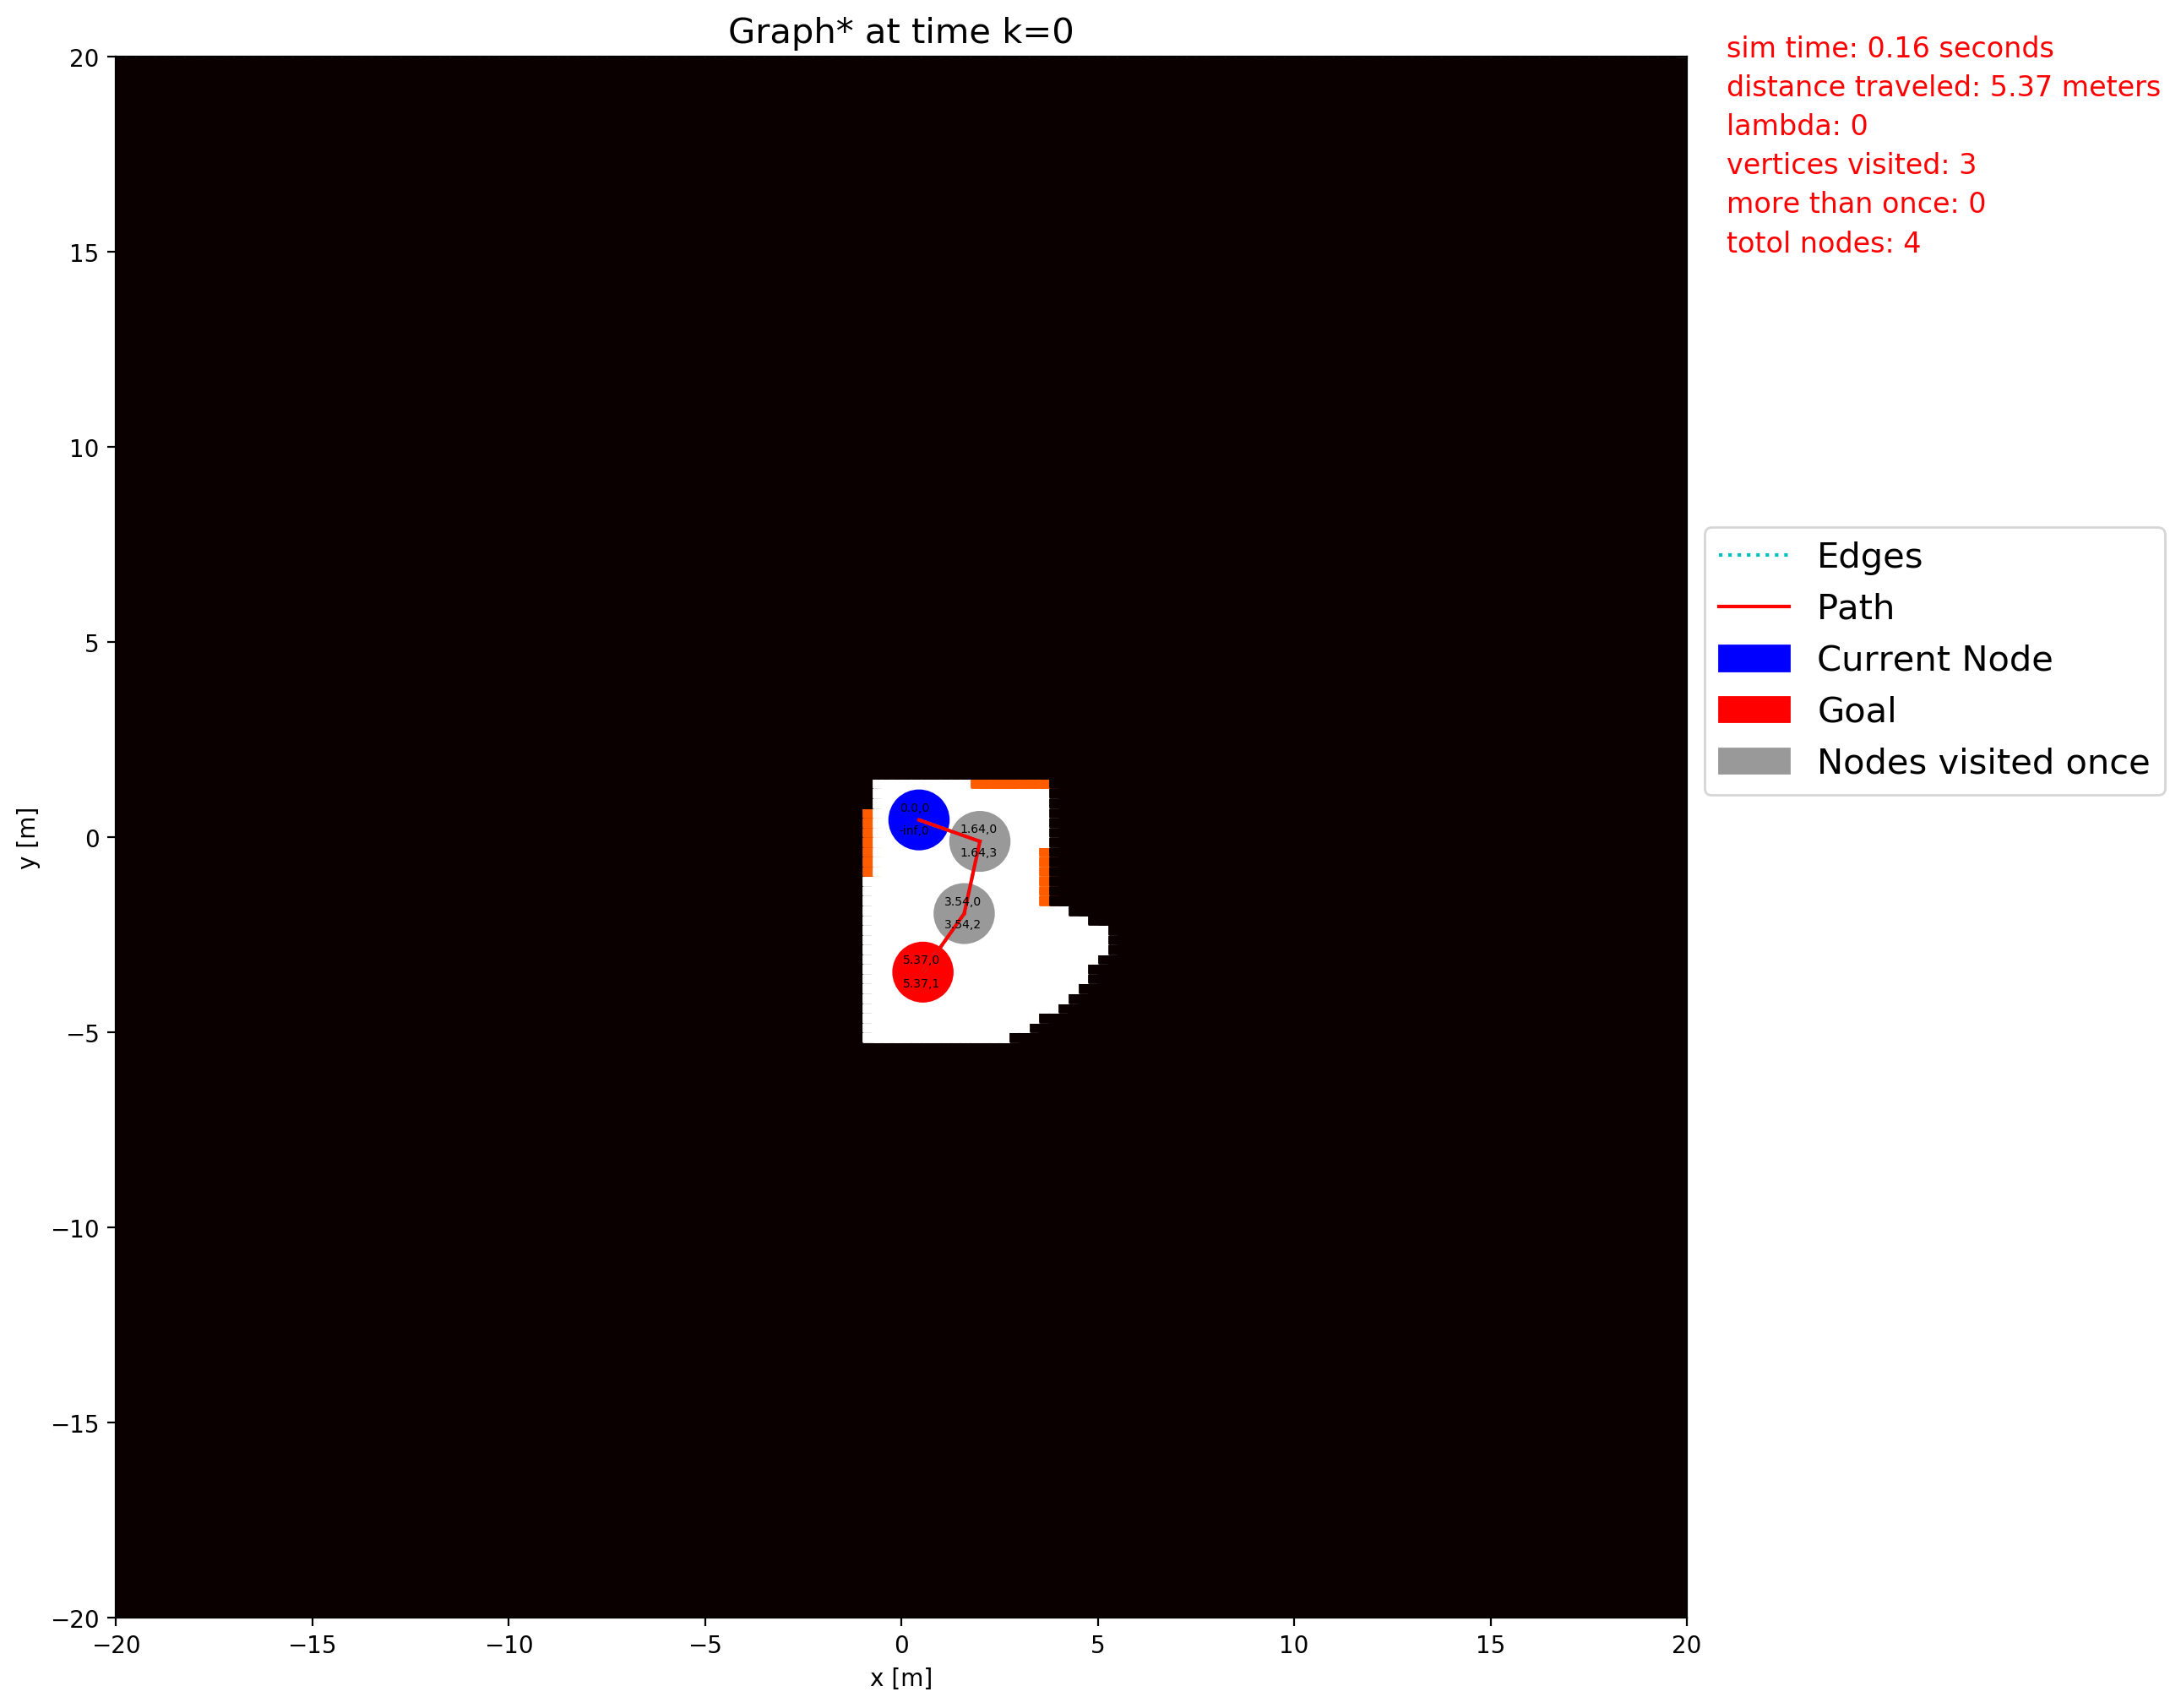 Graph* at time k=0
sim time: 0.16 seconds
distance traveled: 5.37 meters
lambda: 0
vertices visited: 3
more than once: 0
totol nodes: 4
20
15
10
5
0
−5
−10
−15
−20
y [m]
0.0,0
-inf,0
1.64,0
1.64,3
3.54,0
3.54,2
5.37,0
5.37,1
Edges
Path
Current Node
Goal
Nodes visited once
−20 −15 −10 −5 0 5 10 15 20
x [m]